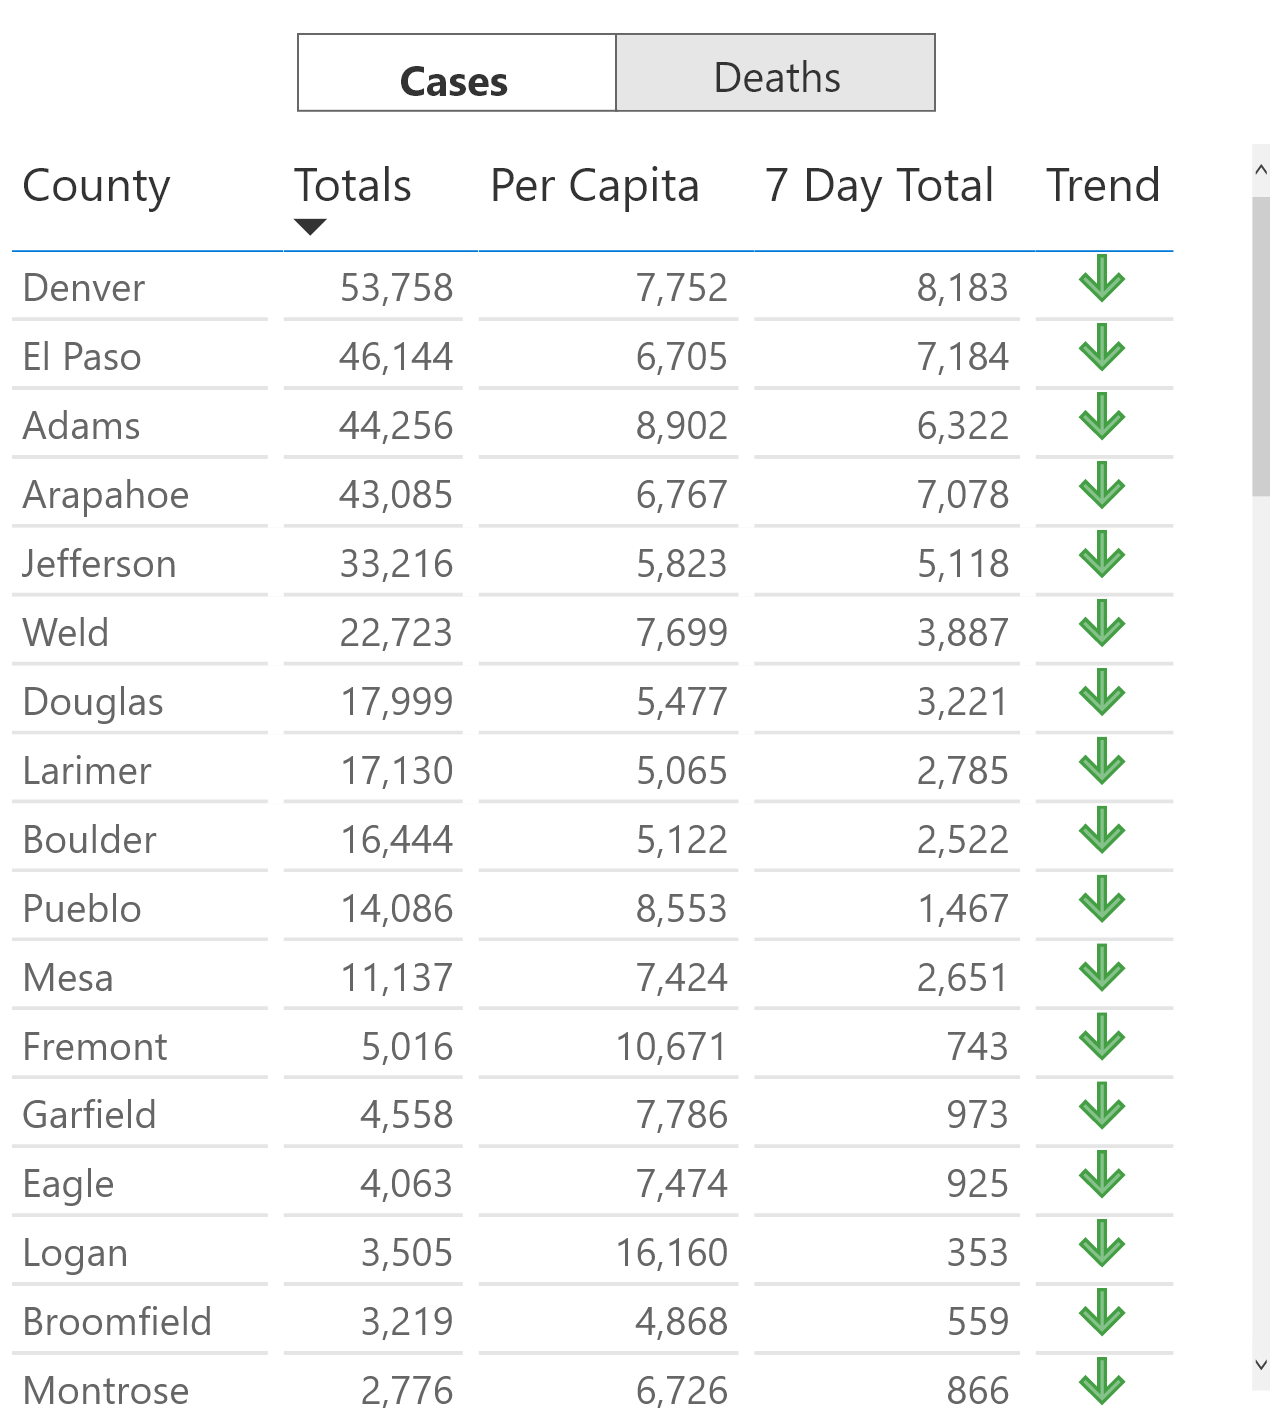 Cases Deaths
County Totals Per Capita 7 Day Total Trend
Denver 53,758 7,752 8,183
El Paso 46,144 6,705 7,184
Adams 44,256 8,902 6,322
Arapahoe 43,085 6,767 7,078
Jefferson 33,216 5,823 5,118
Weld 22,723 7,699 3,887
Douglas 17,999 5,477 3,221
Larimer 17,130 5,065 2,785
Boulder 16,444 5,122 2,522
Pueblo 14,086 8,553 1,467
Mesa 11,137 7,424 2,651
Fremont 5,016 10,671 743
Garfield 4,558 7,786 973
Eagle 4,063 7,474 925
Logan 3,505 16,160 353
Broomfield 3,219 4,868 559
Montrose 2,776 6,726 866